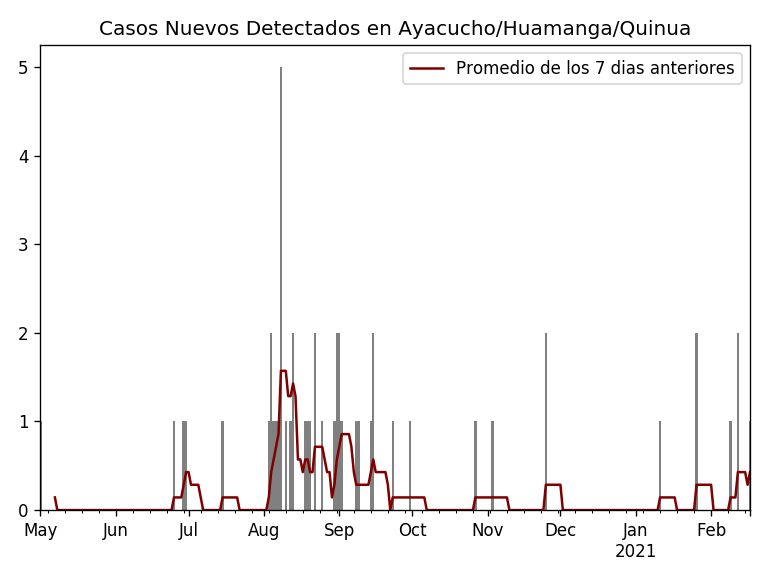 Casos Nuevos Detectados en Ayacucho/Huamanga/Quinua
Promedio de los 7 dias anteriores
5
4
3
2
1
0
May Jun Jul Aug Sep Oct Nov Dec Jan Feb
2021